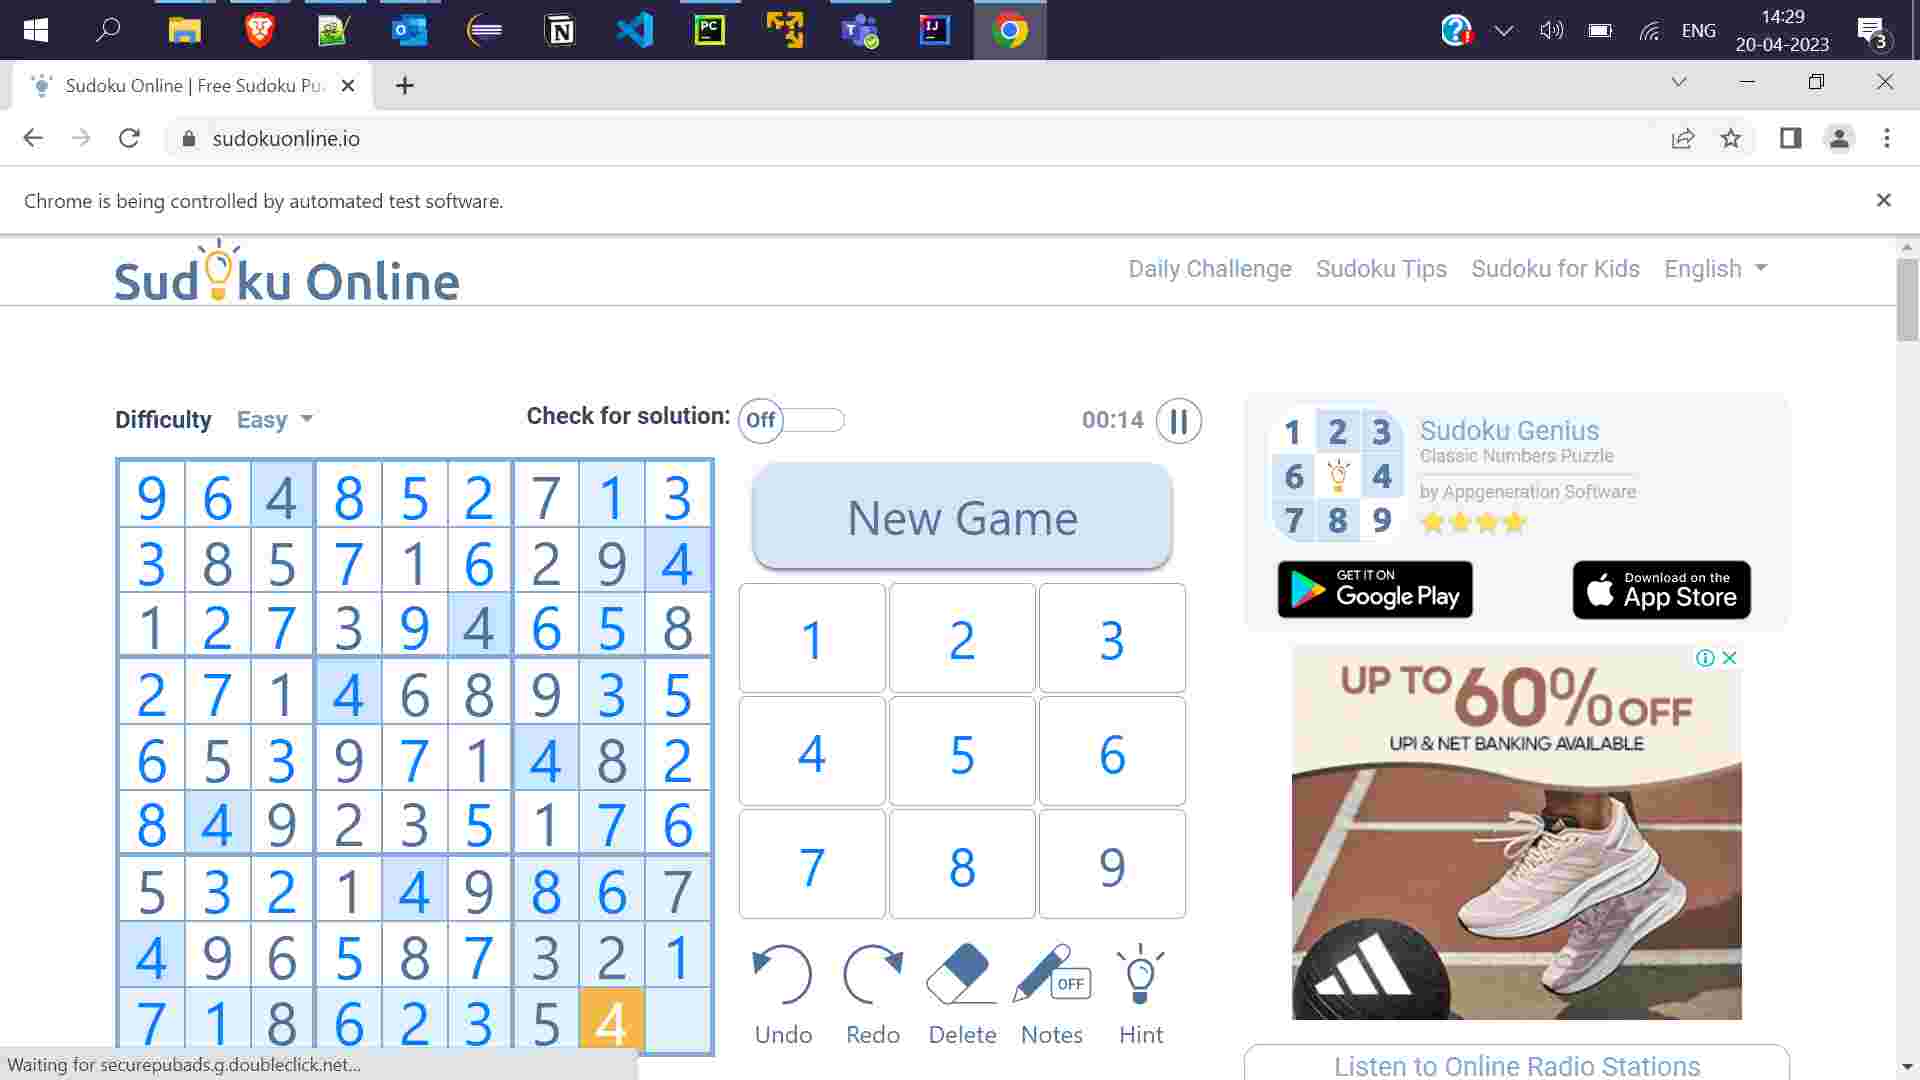 PC
IJ
ENG
14:29
20-04-2023
3
Sudoku Online | Free Sudoku Pu
sudokuonline.io
Chrome is being controlled by automated test software.
Sudoku Online
Daily Challenge Sudoku Tips Sudoku for Kids English
Difficulty Easy
Check for solution: Off
00:14
9 6 4 8 5 2 7 1 3
3 8 5 7 1 6 2 9 4
1 2 7 3 9 4 6 5 8
2 7 1 4 6 8 9 3 5
6 5 3 9 7 1 4 8 2
8 4 9 2 3 5 1 7 6
5 3 2 1 4 9 8 6 7
4 9 6 5 8 7 3 2 1
7 1 8 6 2 3 5 4
New Game
1 2 3
4 5 6
7 8 9
OFF
Undo Redo Delete Notes Hint
1 2 3
6 4
7 8 9
Sudoku Genius
Classic Numbers Puzzle
by Appgeneration Software
GET IT ON
Google Play
Download on the
App Store
UP TO 60% OFF
UPI & NET BANKING AVAILABLE
Listen to Online Radio Stations
Waiting for securepubads.g.doubleclick.net...